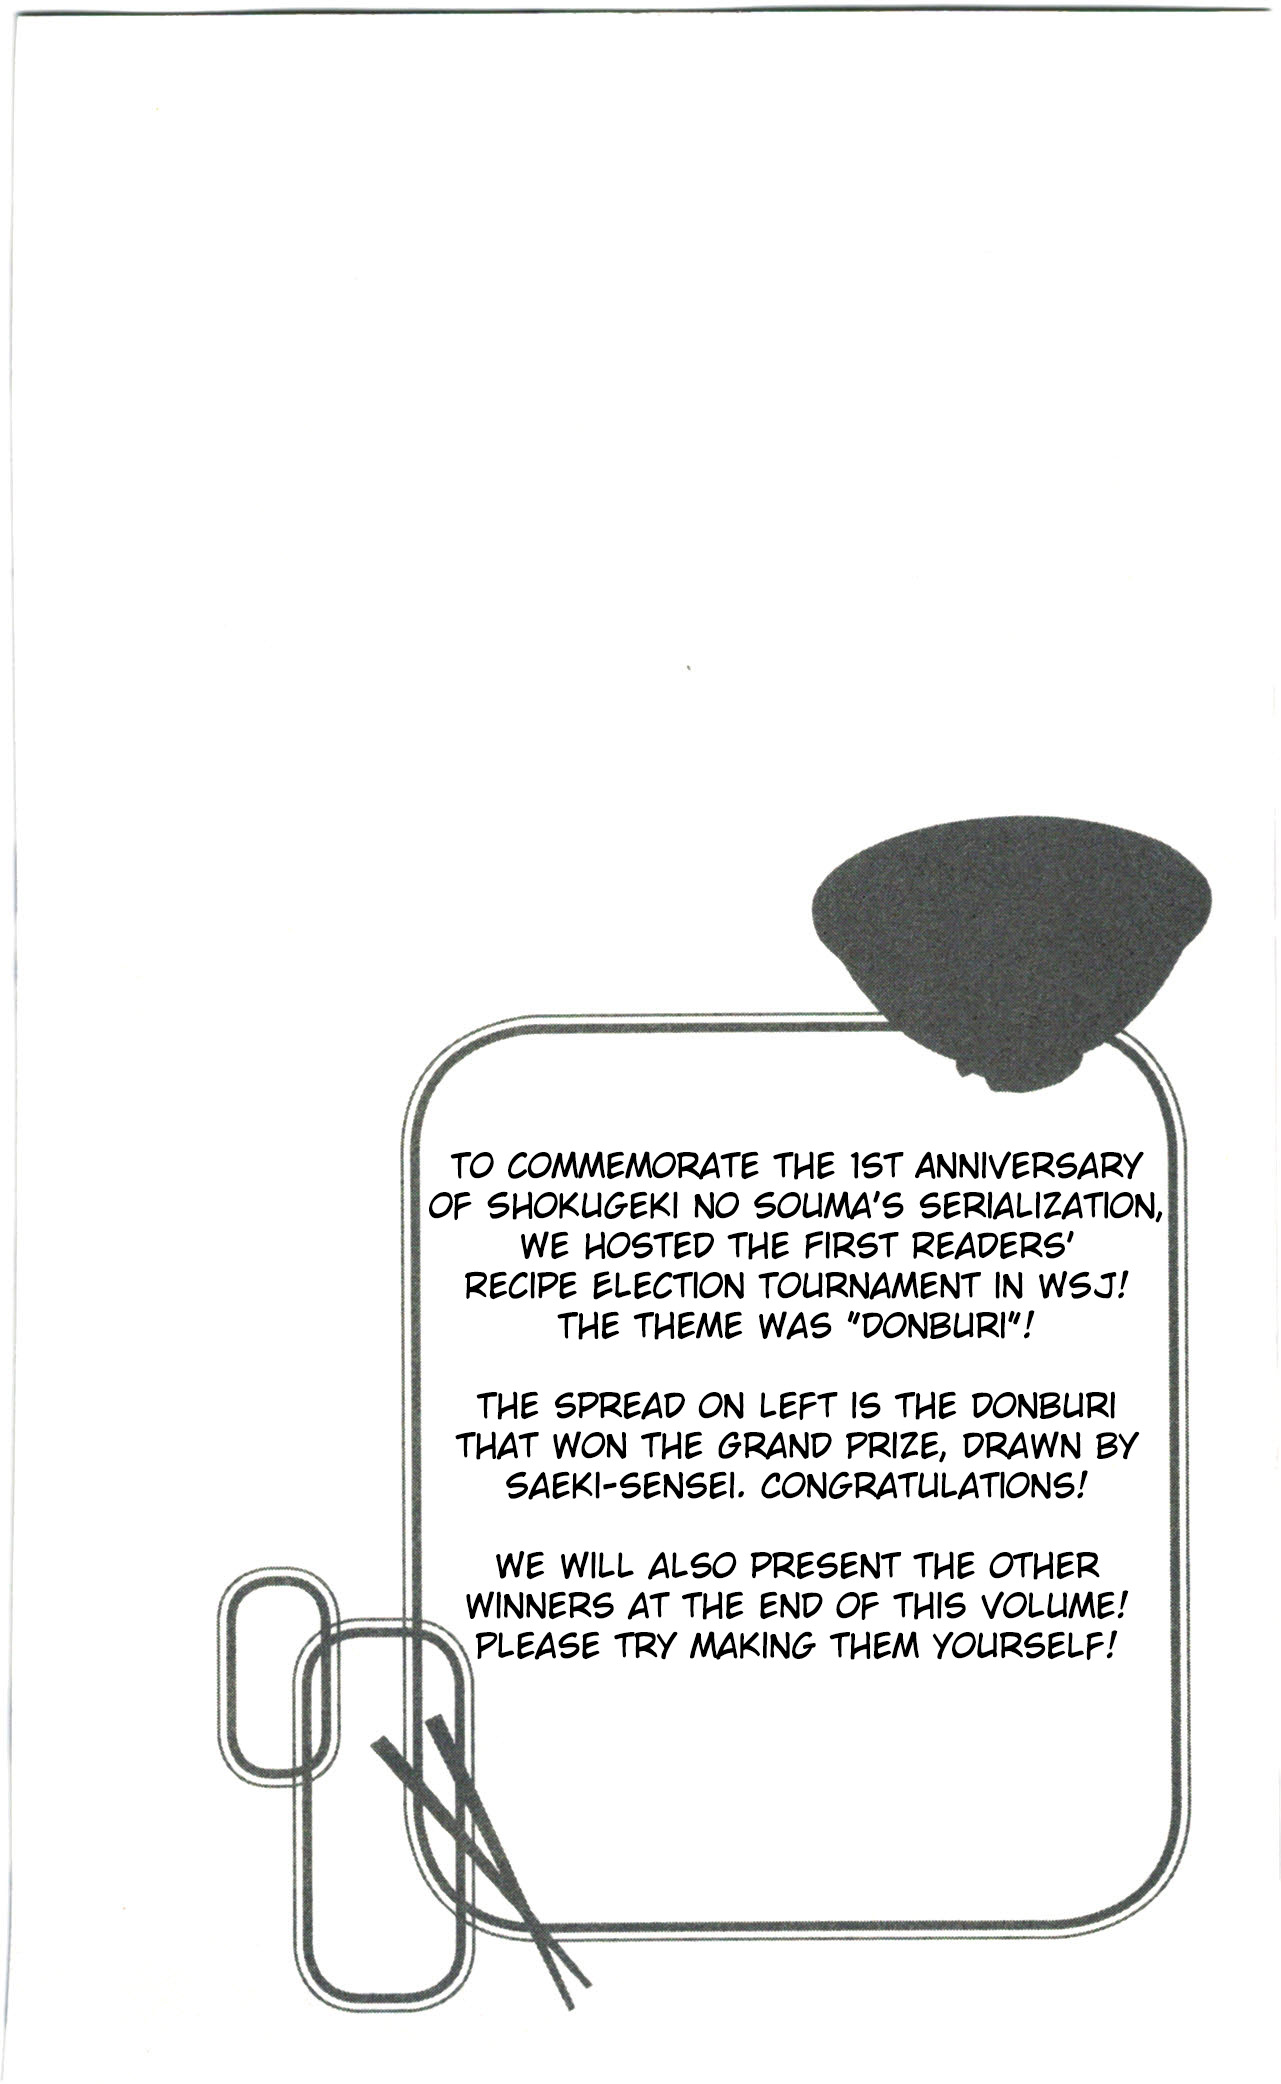 TO COMMEMORATE THE 1ST ANNIVERSARY
OF SHOKUGEKI NO SOUMA'S SERIALIZATION,
WE HOSTED THE FIRST READERS'
RECIPE ELECTION TOURNAMENT IN WSJ!
THE THEME WAS "DONBURI"!
THE SPREAD ON LEFT IS THE DONBURI
THAT WON THE GRAND PRIZE, DRAWN BY
SAEKI-SENSEI. CONGRATULATIONS!
WE WILL ALSO PRESENT THE OTHER
WINNERS AT THE END OF THIS VOLUME!
PLEASE TRY MAKING THEM YOURSELF!